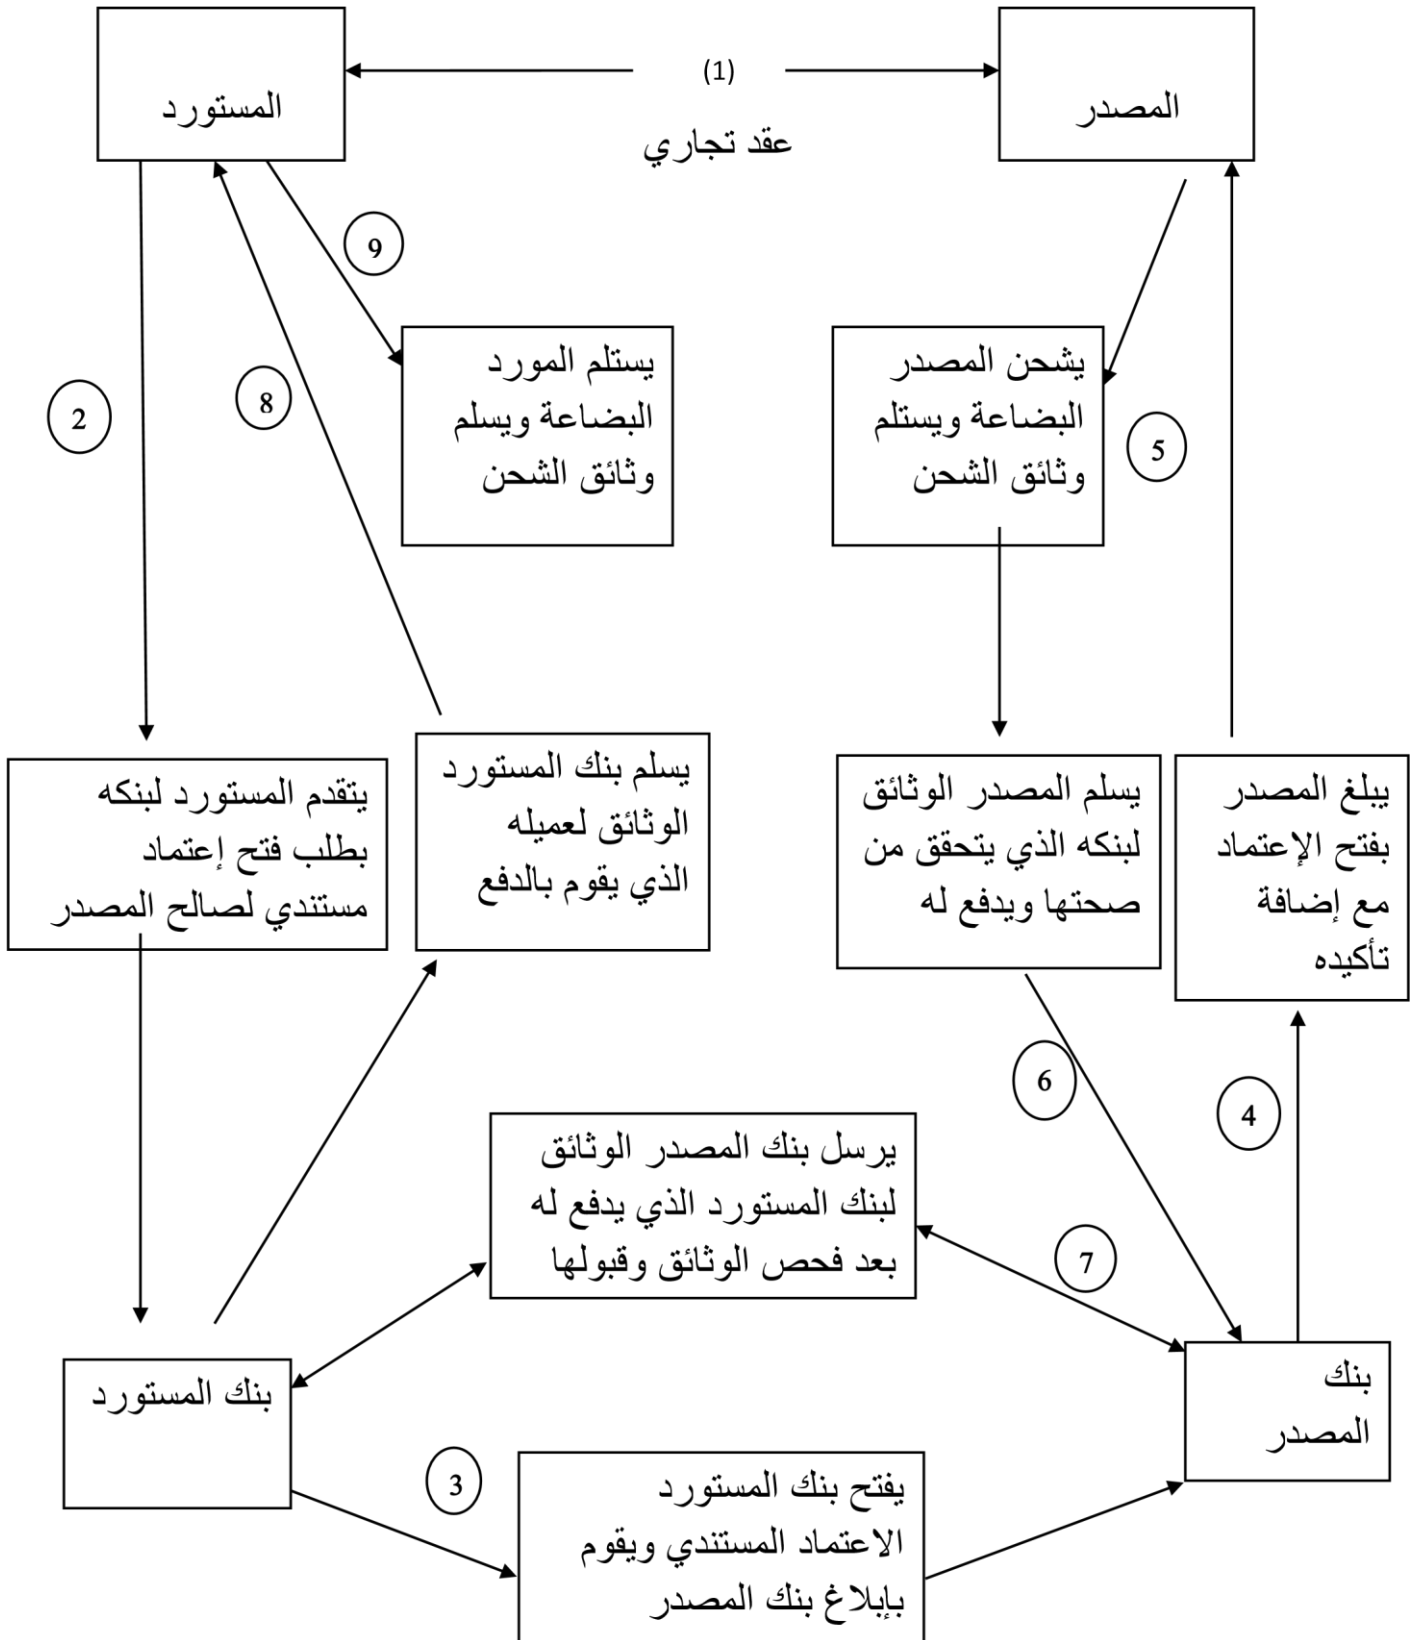 المصدر
(1)
المستورد
عقد تجاري
9
يشحن المصدر
البضاعة ويستلم
وثائق الشحن
يستلم المورد
البضاعة ويسلم
وثائق الشحن
5
8
2
يبلغ المصدر
بفتح الإعتماد
مع إضافة
تأكيده
يسلم المصدر الوثائق
لبنكه الذي يتحقق من
صحتها ويدفع له
يسلم بنك المستورد
الوثائق لعميله
الذي يقوم بالدفع
يتقدم المستورد لبنكه
بطلب فتح إعتماد
مستندي لصالح المصدر
4
6
يرسل بنك المصدر الوثائق
لبنك المستورد الذي يدفع له
بعد فحص الوثائق وقبولها
7
بنك
المصدر
بنك المستورد
3
يفتح بنك المستورد
الاعتماد المستندي ويقوم
بإبلاغ بنك المصدر